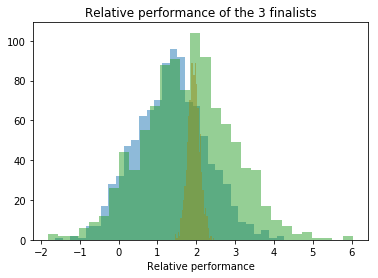 Relative performance of the 3 finalists
100
80
60
40
20
0
−2 −1 0 1 2 3 4 5 6
Relative performance